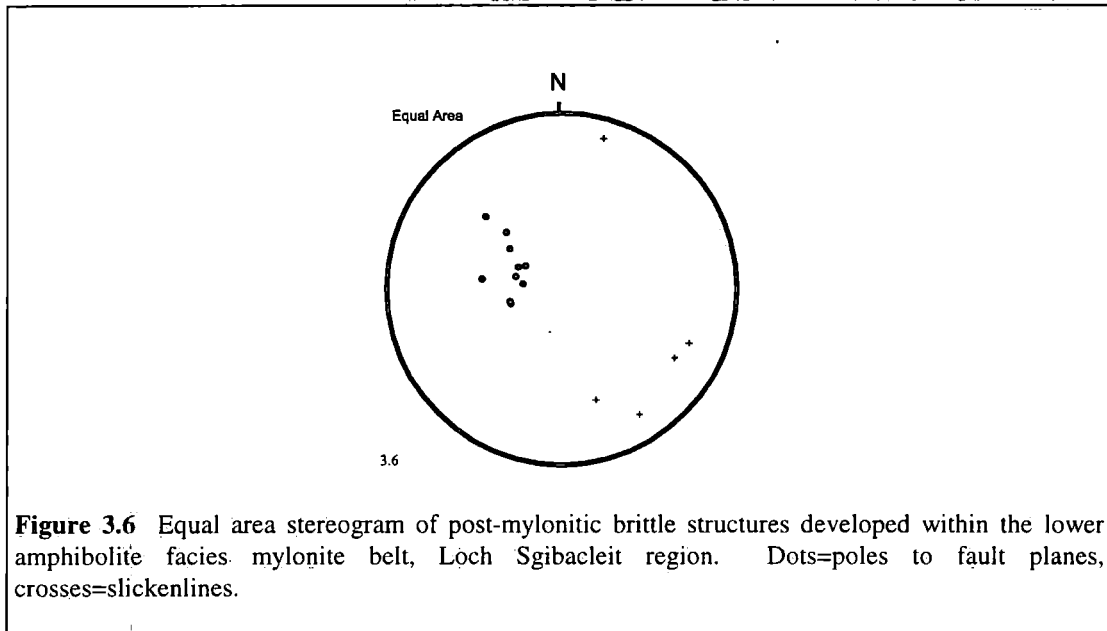 N
Equal Area
3.6
Figure 3.6 Equal area stereogram of post-mylonitic brittle structures developed within the lower
amphibolite facies mylonite belt, Loch Sgibacleit region. Dots=poles to fault planes,
crosses=slickenlines.